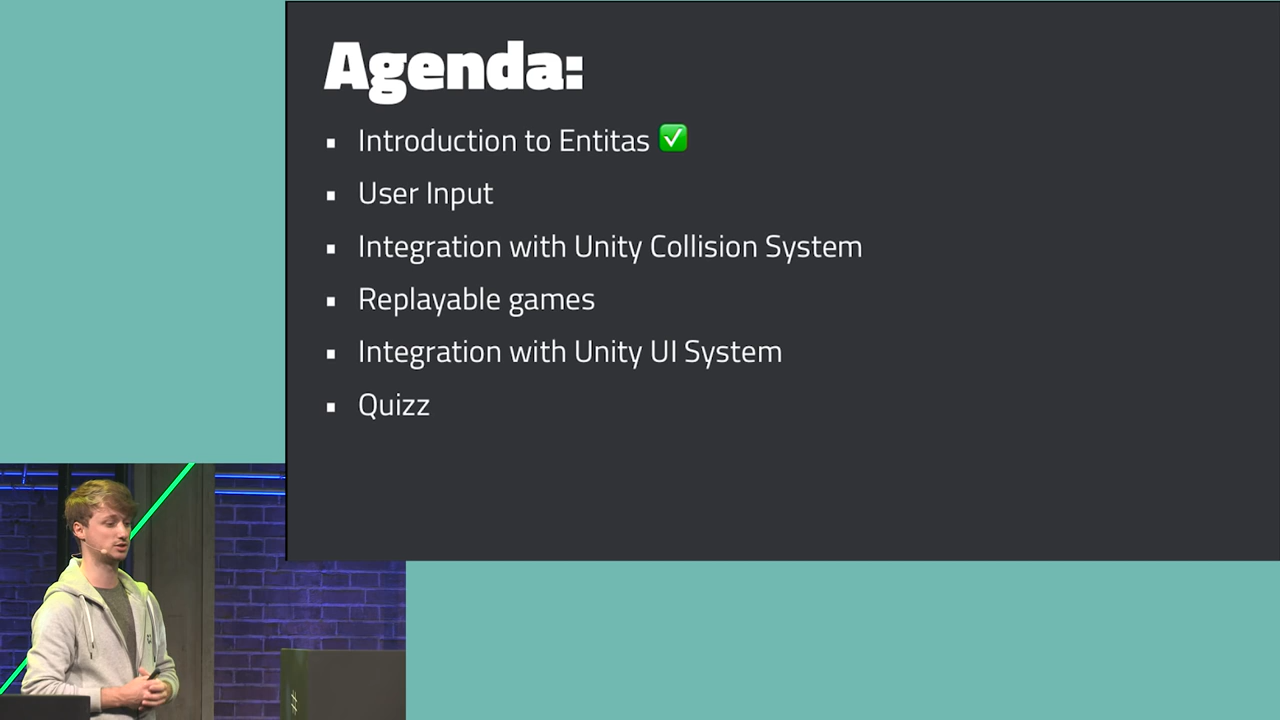 Agenda:
▪ Introduction to Entitas ✅
▪ User Input
▪ Integration with Unity Collision System
▪ Replayable games
▪ Integration with Unity UI System
▪ Quizz